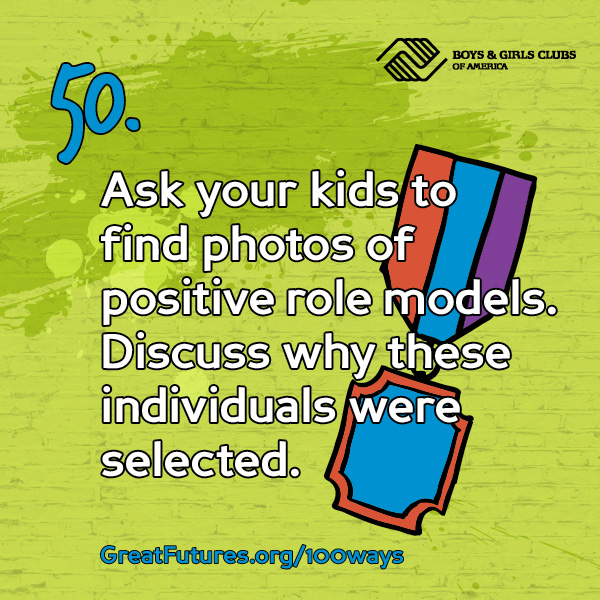 BOYS & GIRLS CLUBS
OF AMERICA
50.
Ask your kids to
find photos of
positive role models.
Discuss why these
individuals were
selected.
GreatFutures.org/100ways